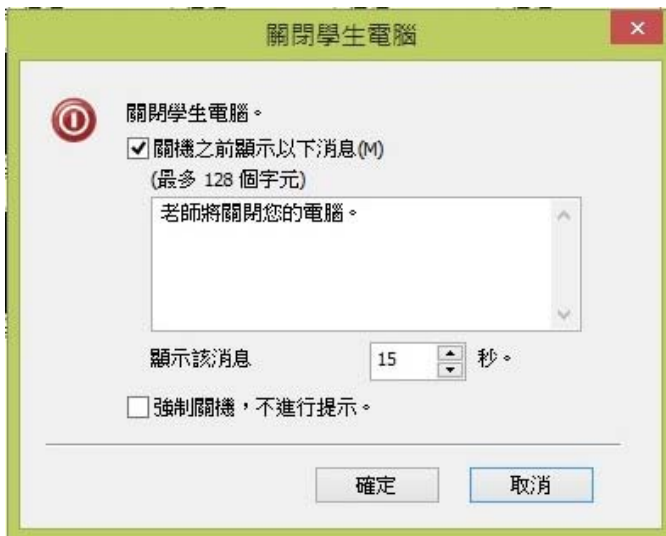 關閉學生電腦
關閉學生電腦。
關機之前顯示以下消息(M)
(最多 128 個字元)
老師將關閉您的電腦。
顯示該消息 15 秒。
強制關機，不進行提示。
確定 取消